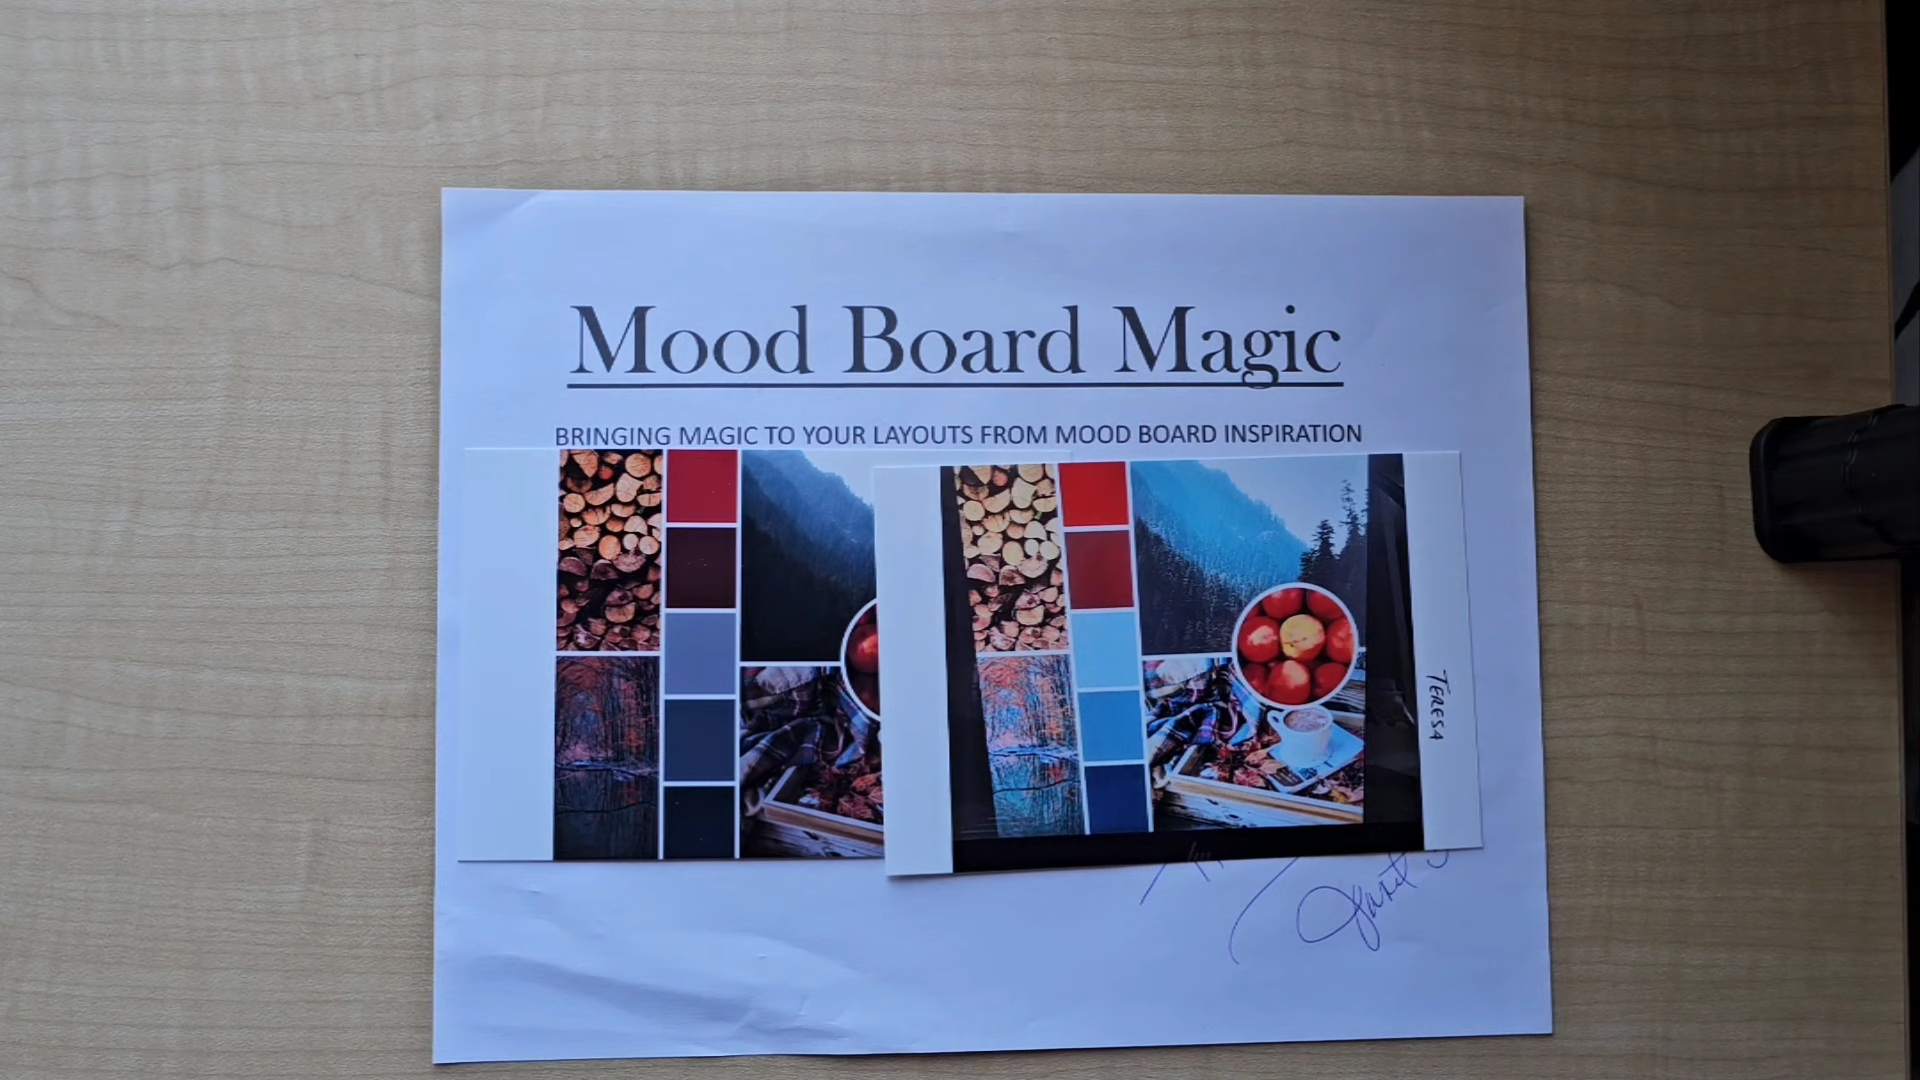 Mood Board Magic
BRINGING MAGIC TO YOUR LAYOUTS FROM MOOD BOARD INSPIRATION
TERESA